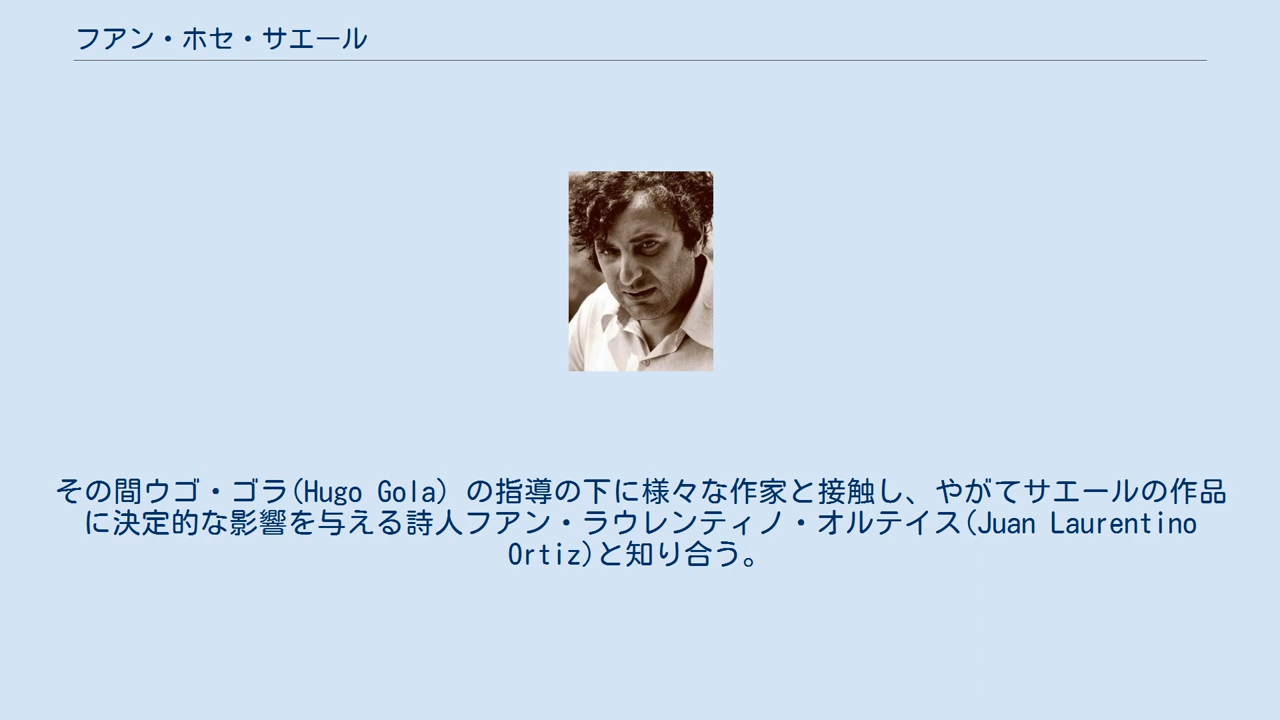 フアン・ホセ・サエール
その間ウゴ・ゴラ(Hugo Gola) の指導の下に様々な作家と接触し、やがてサエールの作品
に決定的な影響を与える詩人フアン・ラウレンティノ・オルテイス(Juan Laurentino
Ortiz)と知り合う。